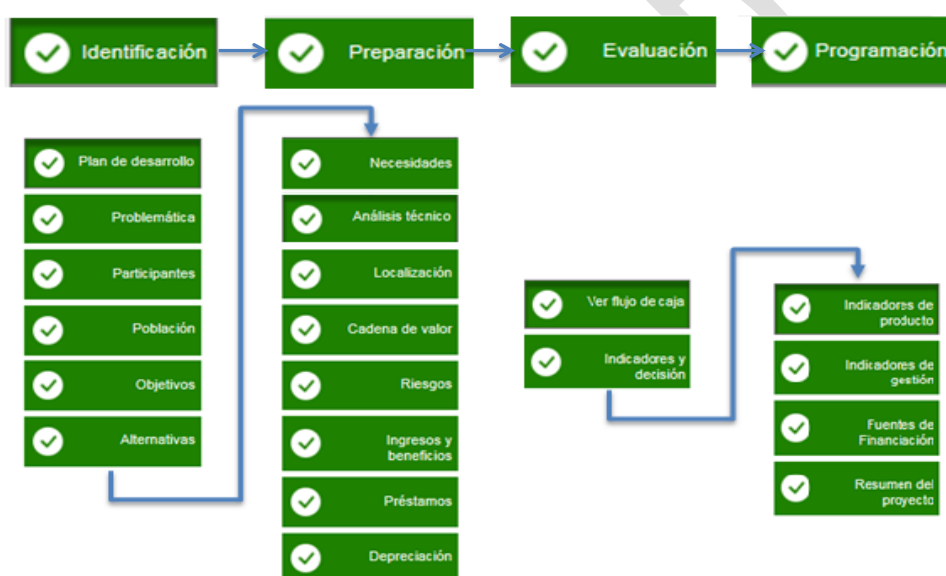 Identificación
Preparación
Evaluación
Programación
Plan de desarrollo
Problemática
Participantes
Población
Objetivos
Alternativas
Necesidades
Análisis técnico
Localización
Cadena de valor
Riesgos
Ingresos y
beneficios
Préstamos
Depreciación
Ver flujo de caja
Indicadores y
decisión
Indicadores de
producto
Indicadores de
gestión
Fuentes de
Financiación
Resumen del
proyecto